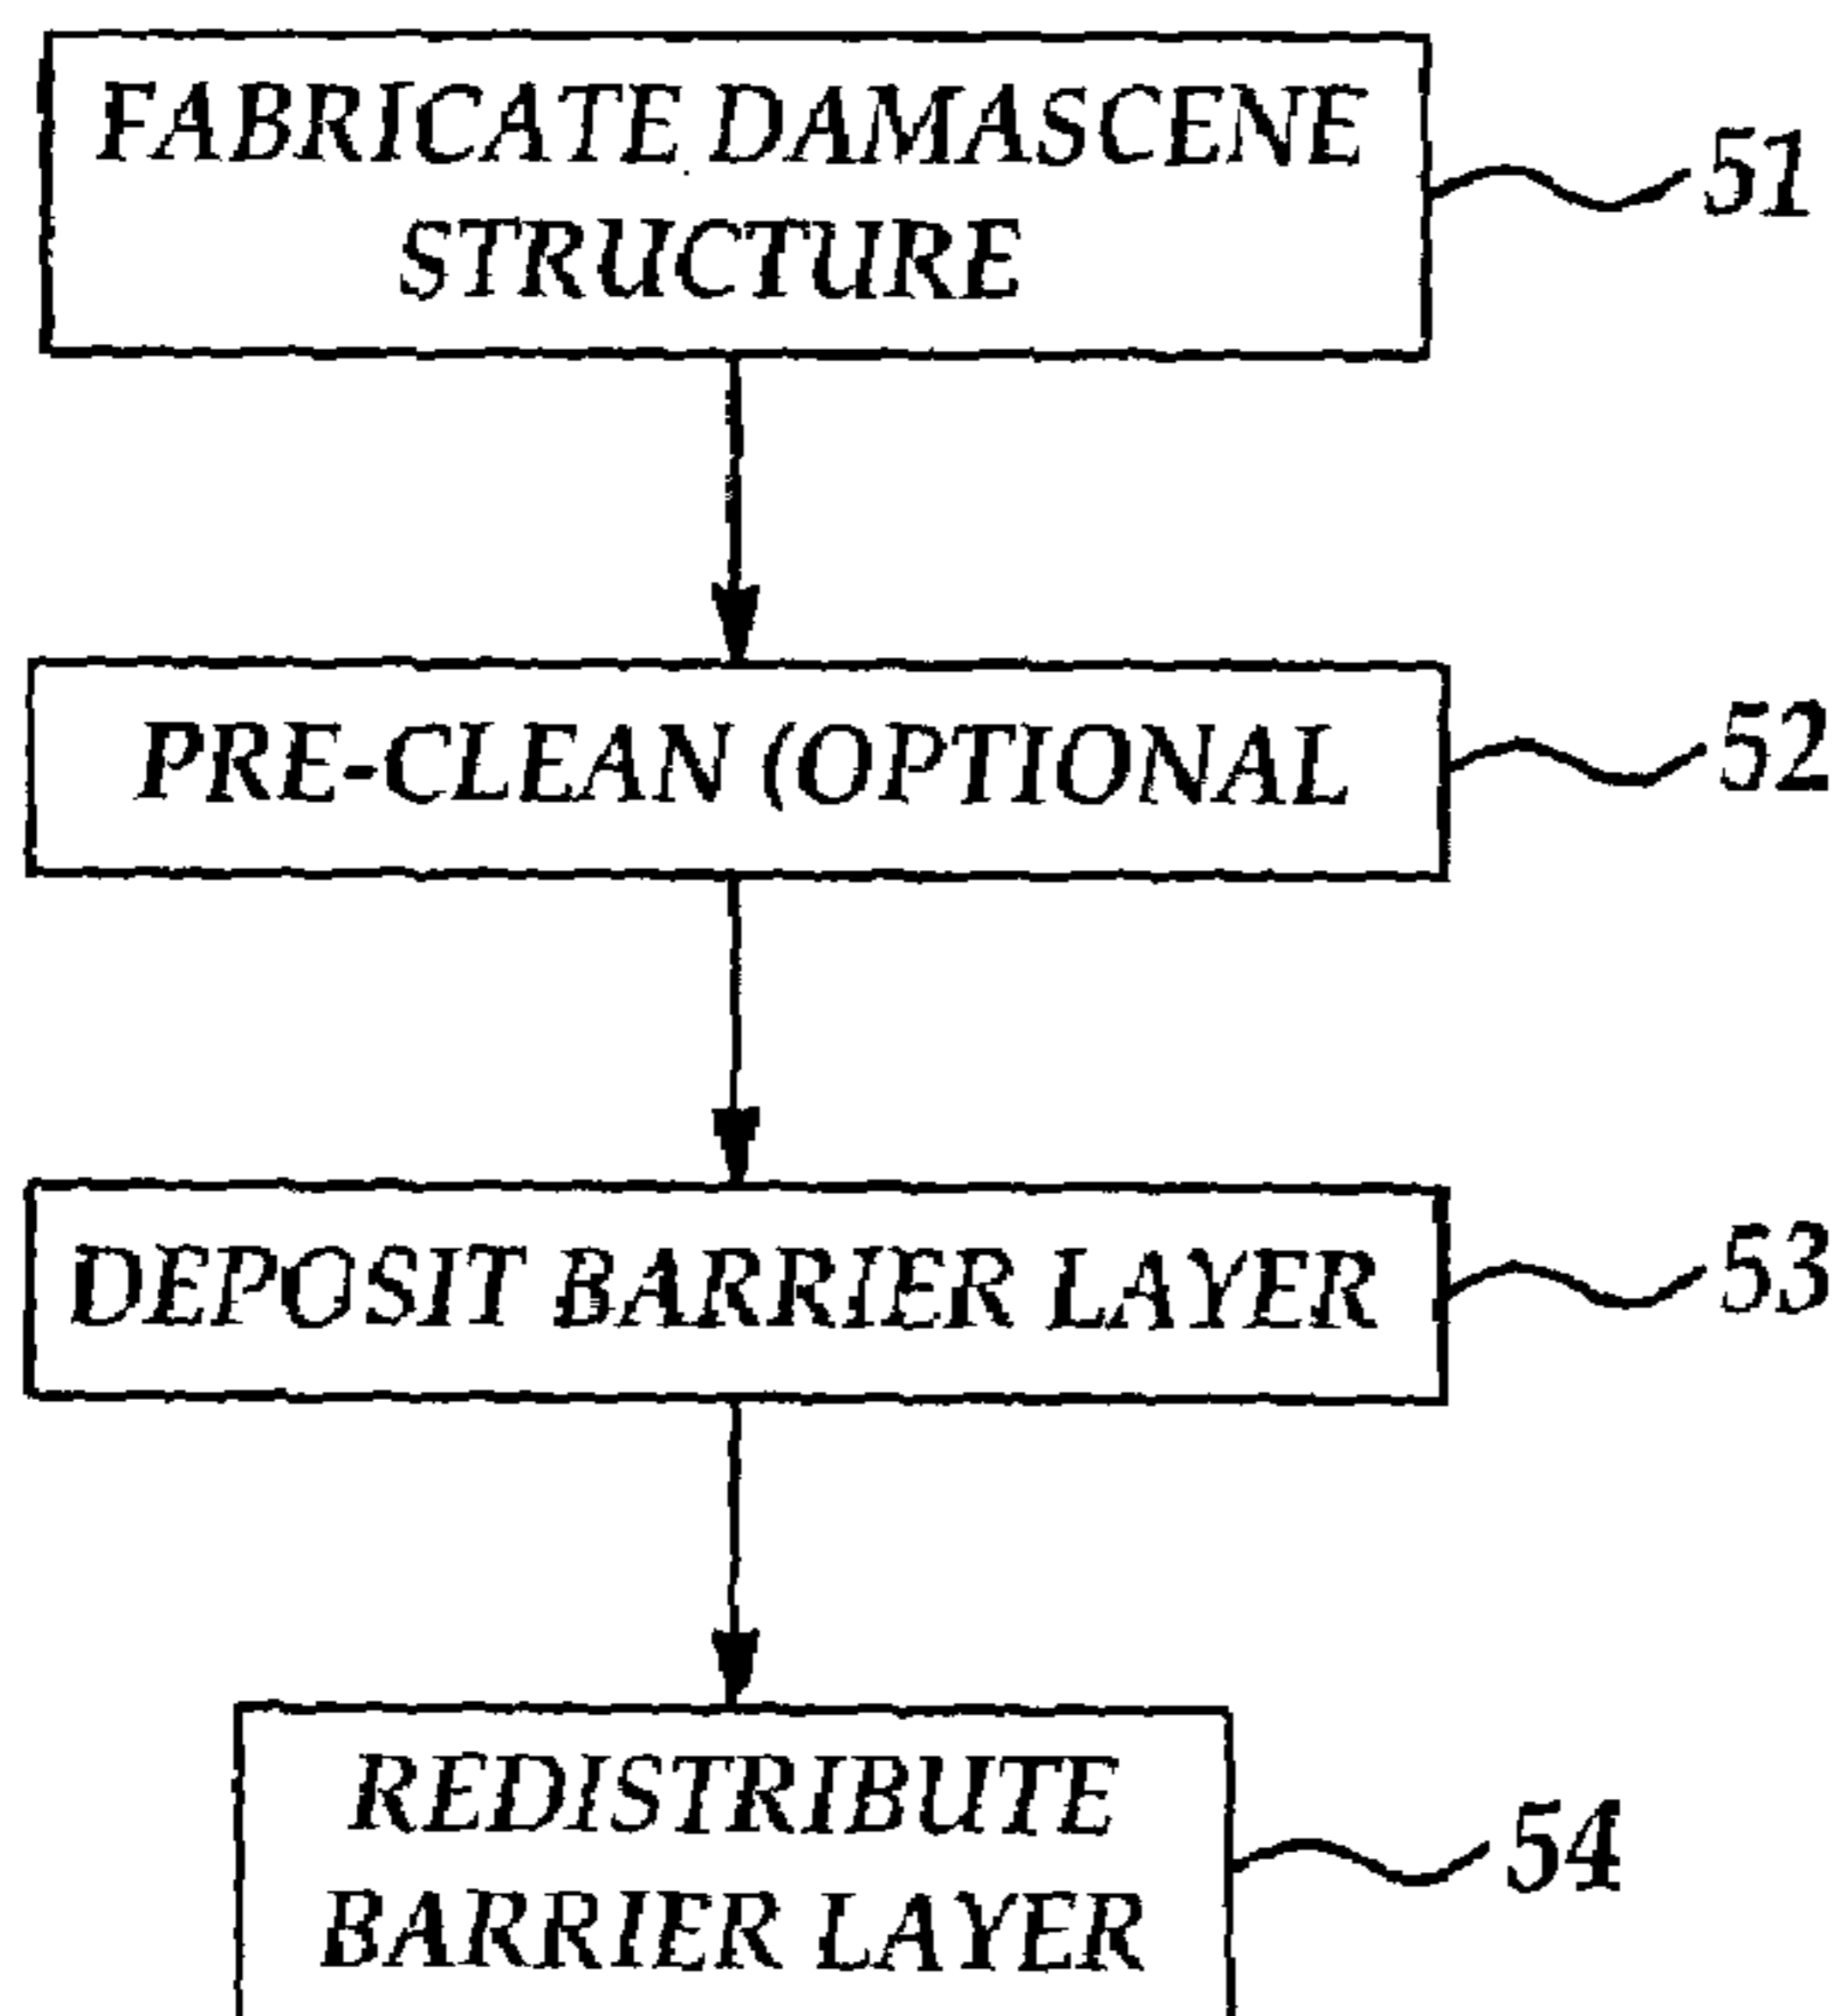 FABRICATE DAMASCENE
STRUCTURE
51
PRE-CLEAN (OPTIONAL
52
DEPOSIT BARRIER LAYER
53
REDISTRIBUTE
BARRIER LAYER
54